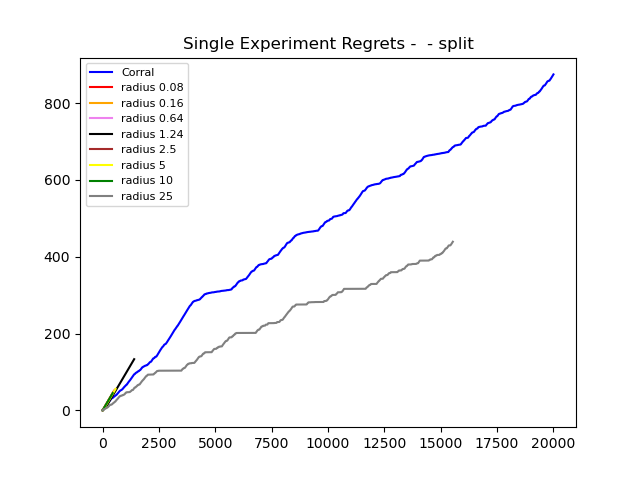 Single Experiment Regrets -  - split
Corral
radius 0.08
radius 0.16
radius 0.64
radius 1.24
radius 2.5
radius 5
radius 10
radius 25
800
600
400
200
0
0 2500 5000 7500 10000 12500 15000 17500 20000